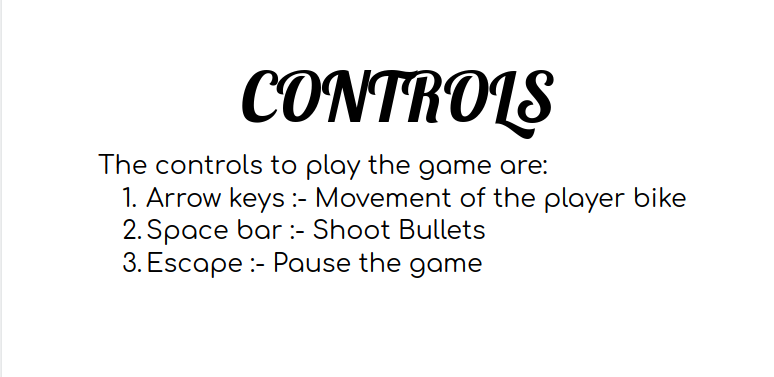 CONTROLS
The controls to play the game are:
1. Arrow keys :- Movement of the player bike
2. Space bar :- Shoot Bullets
3. Escape :- Pause the game